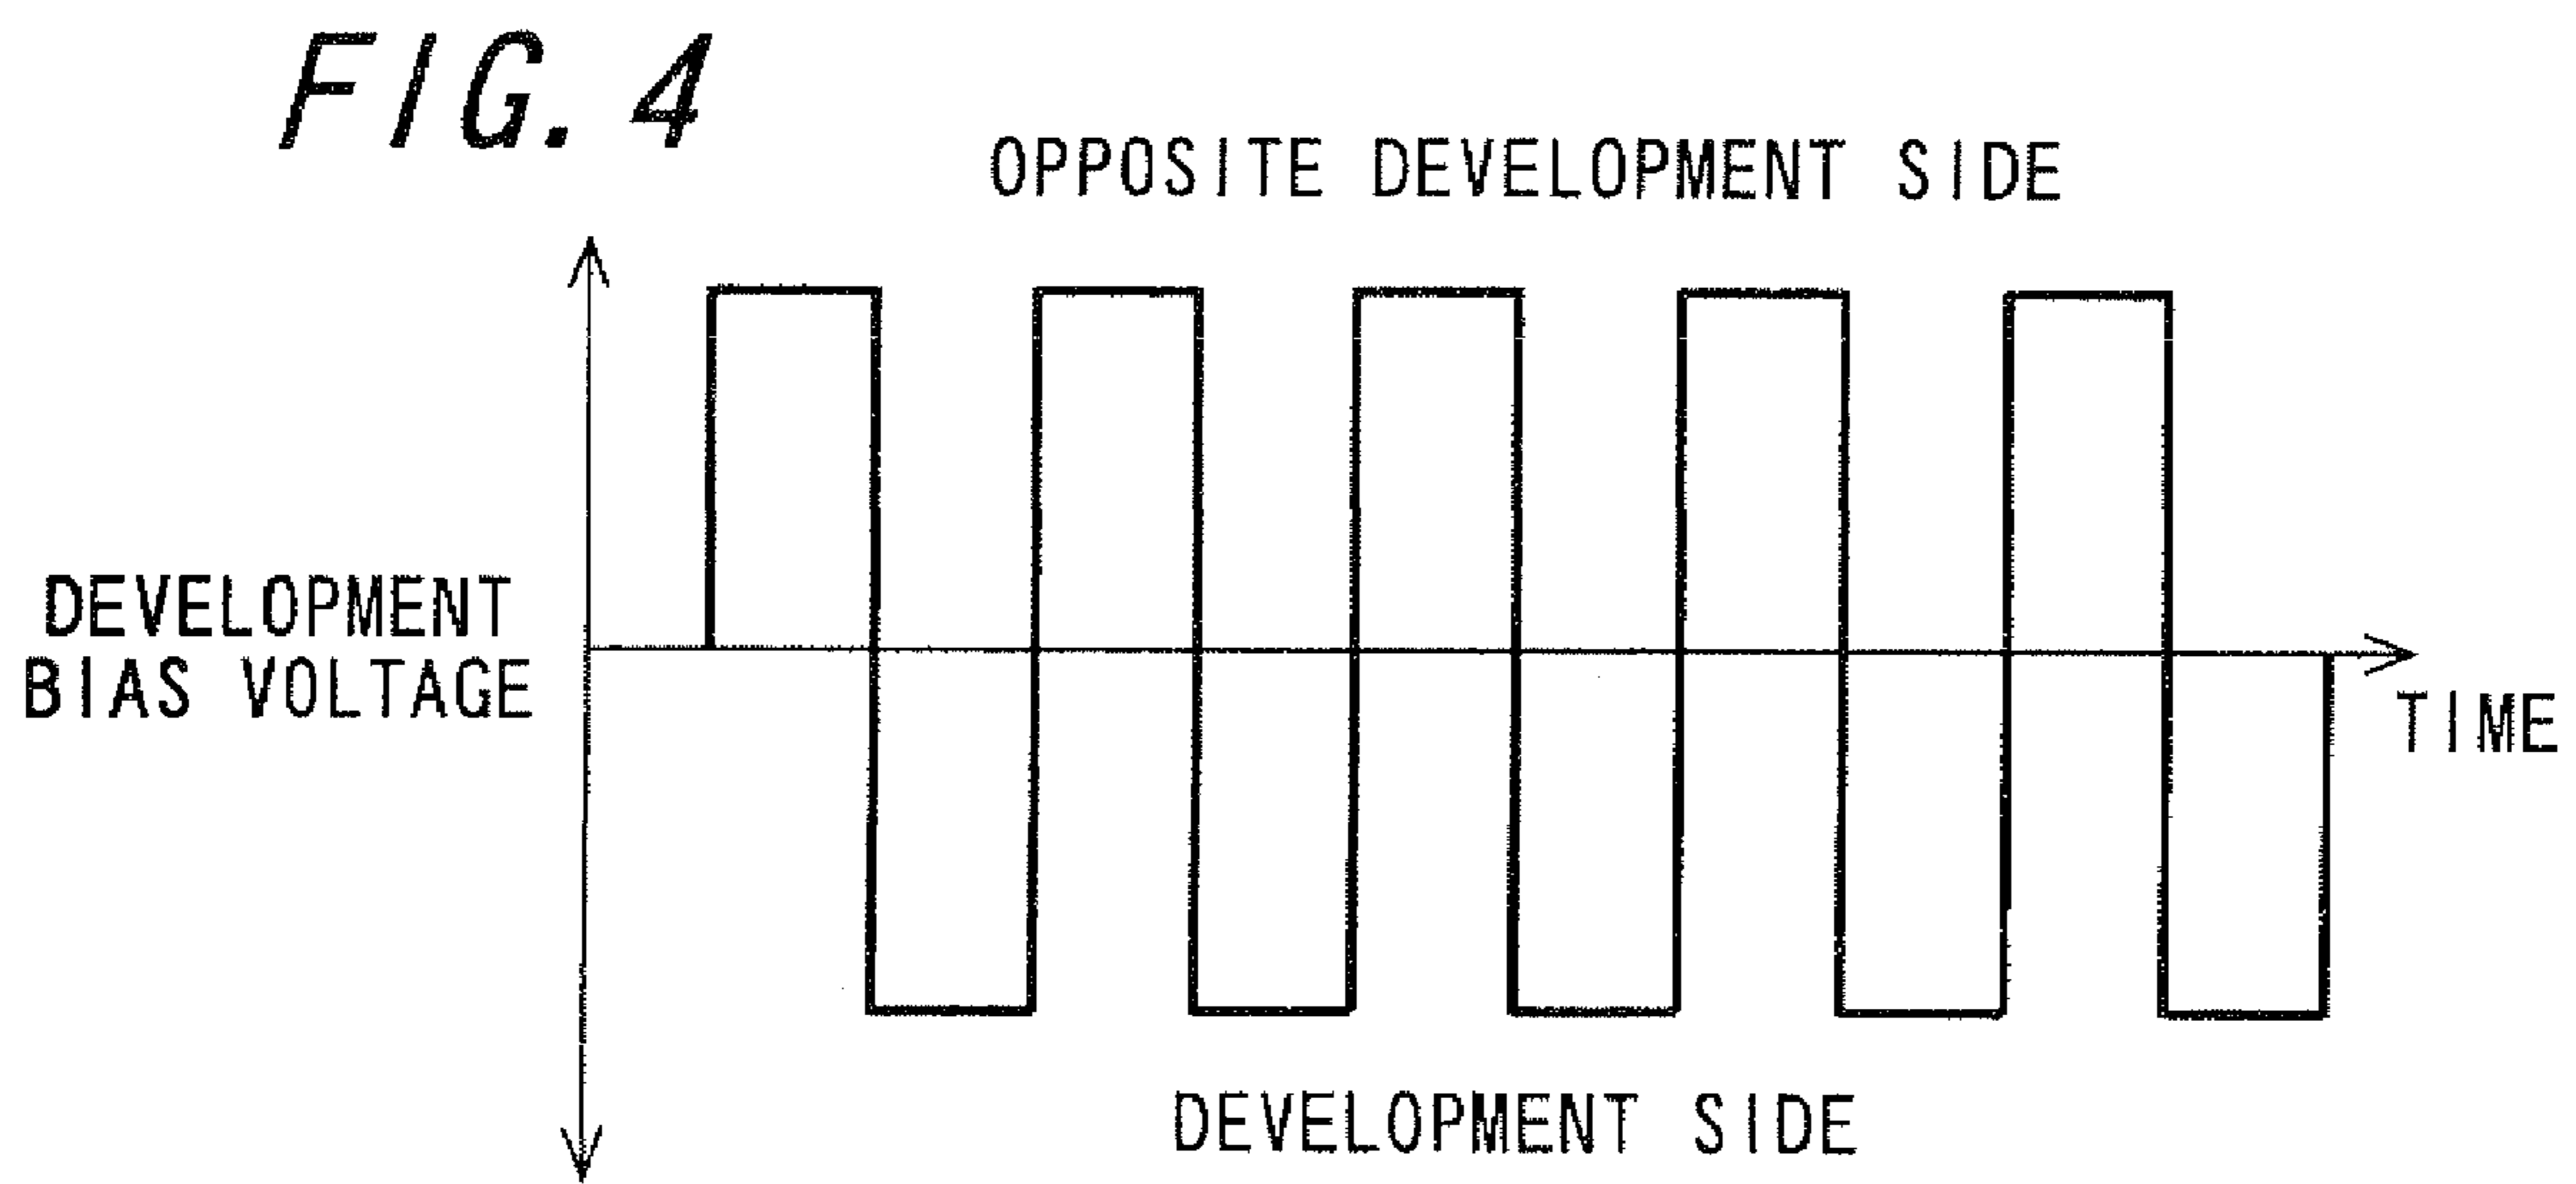 FIG. 4
OPPOSITE DEVELOPMENT SIDE
DEVELOPMENT
BIAS VOLTAGE
TIME
DEVELOPMENT SIDE